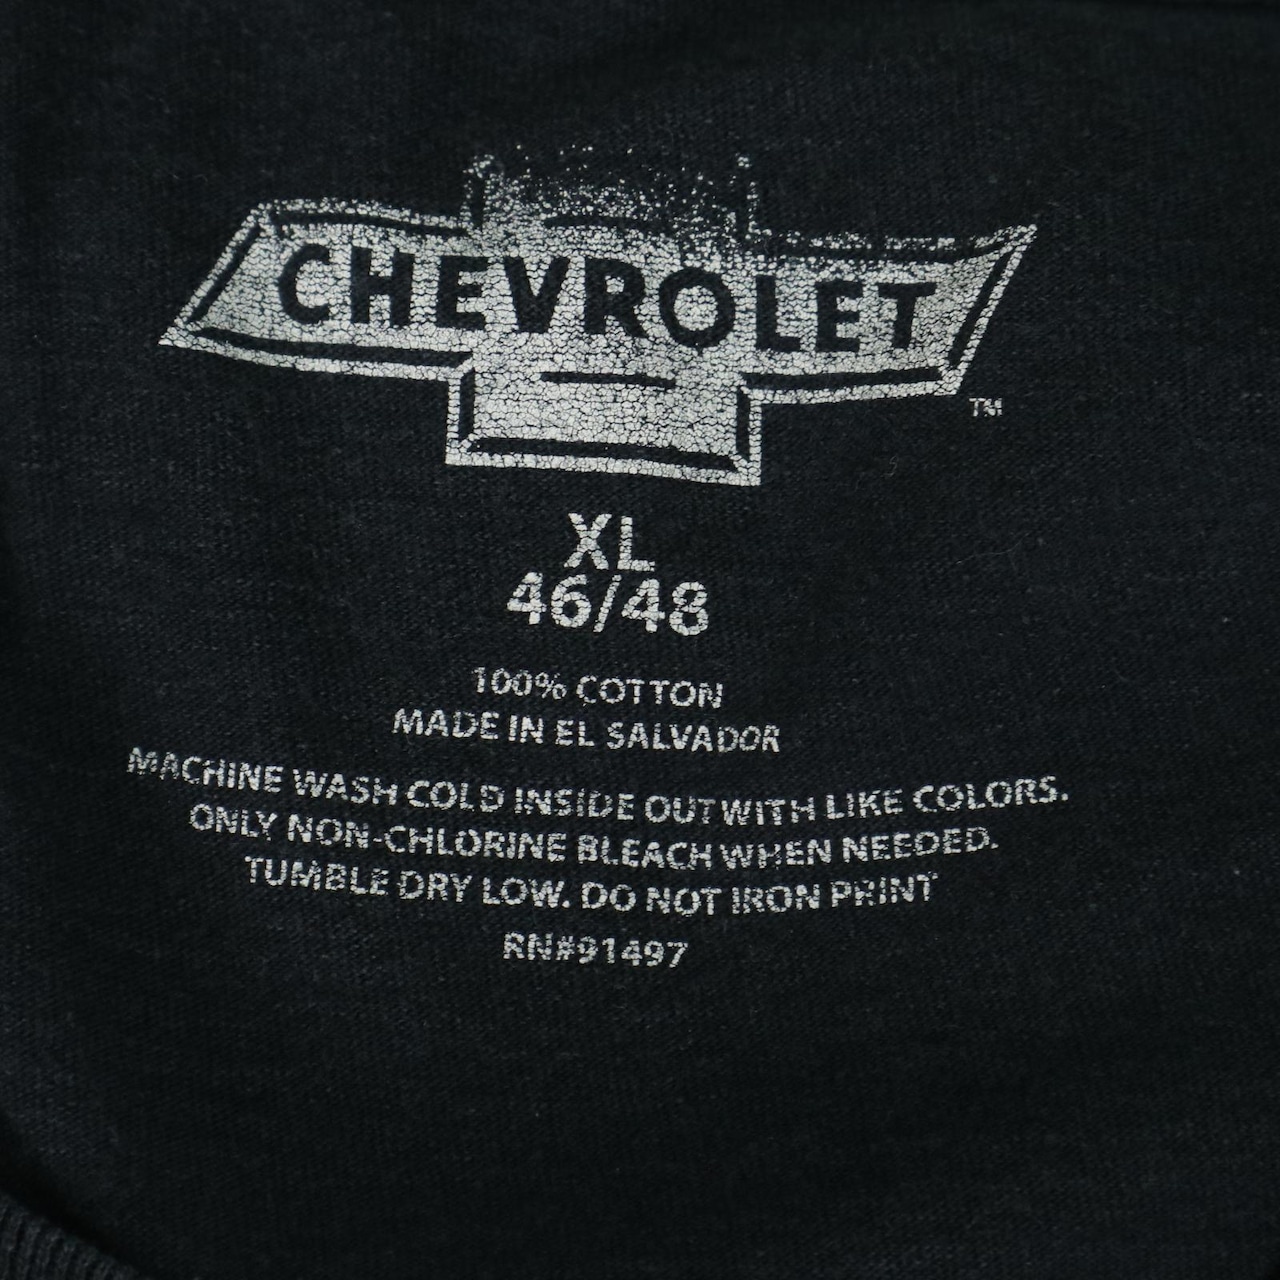 CHEVROLET
TM
XL
46/48
100% COTTON
MADE IN EL SALVADOR
MACHINE WASH COLD INSIDE OUT WITH LIKE COLORS.
ONLY NON-CHLORINE BLEACH WHEN NEEDED.
TUMBLE DRY LOW. DO NOT IRON PRINT
RN#91497